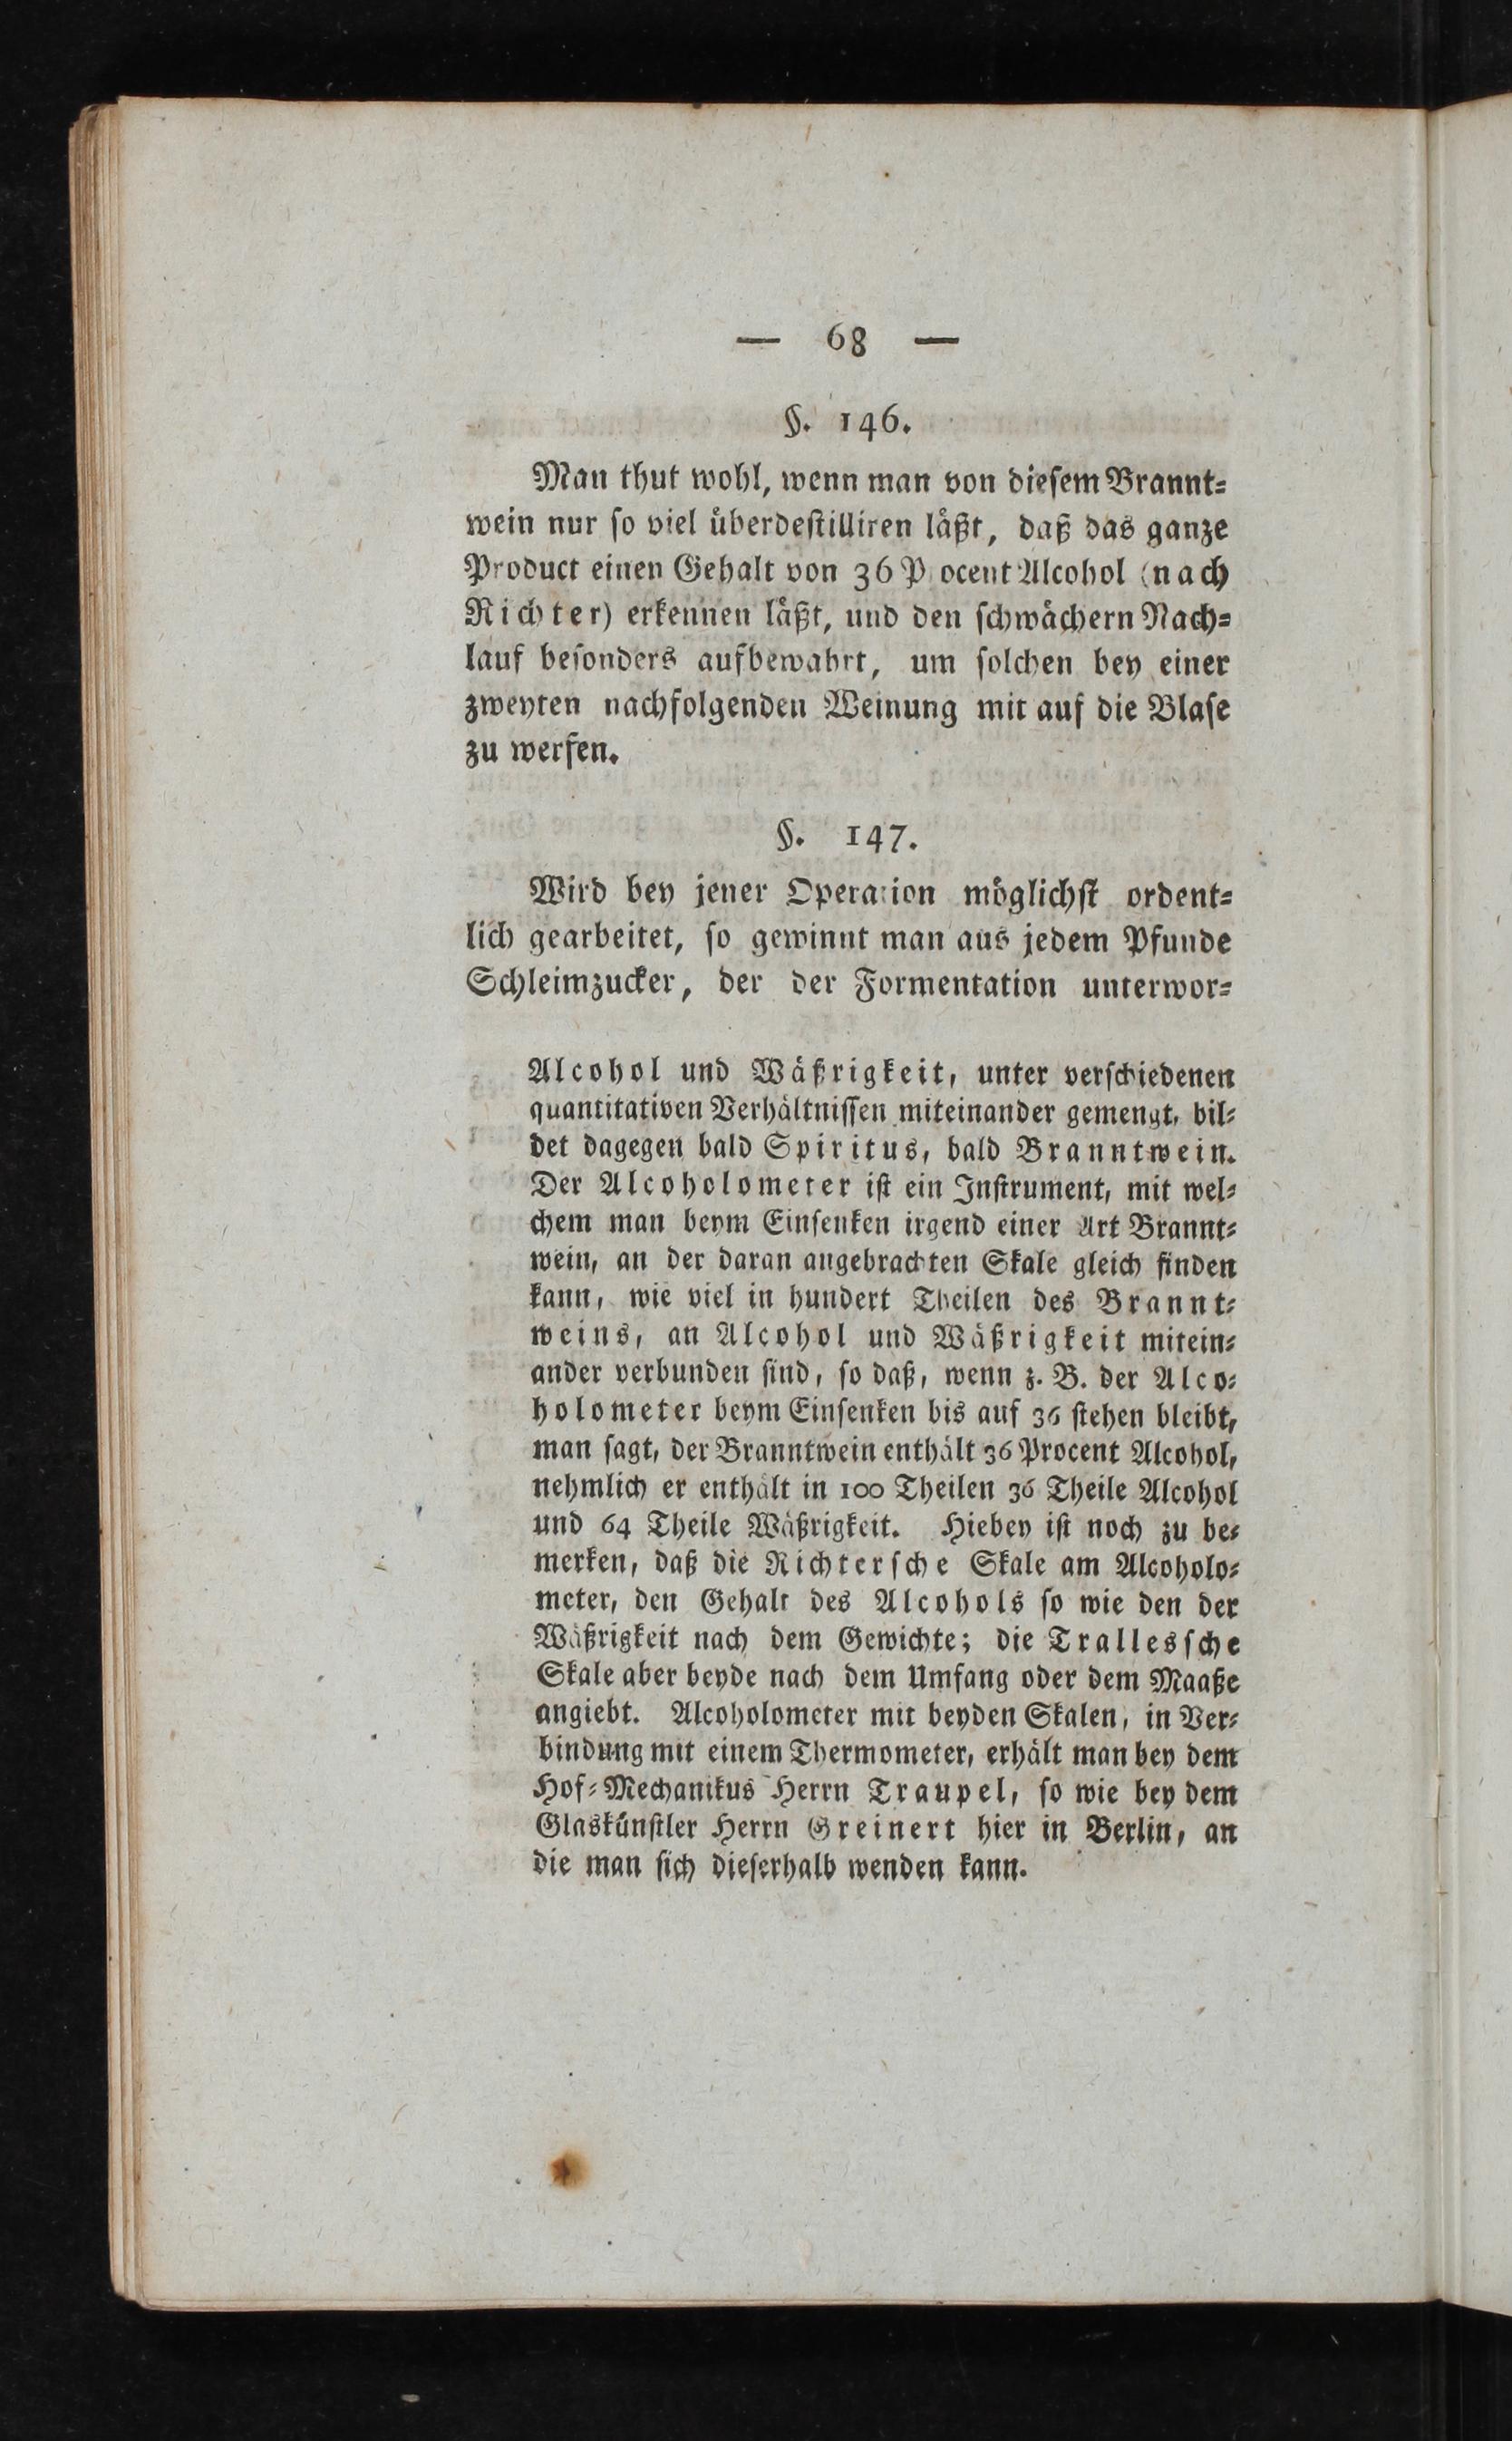 — 68 —
§. 146.
Man thut wohl, wenn man von diesem Brannt-
wein nur so viel überdestilliren läßt, daß das ganze
Product einen Gehalt von 36 P ocent Alcohol (nach
Richter) erkennen läßt, und den schwächern Nach-
lauf besonders aufbewahrt, um solchen bey einer
zweyten nachfolgenden Weinung mit auf die Blase
zu werfen.
§. 147.
Wird bey jener Operation möglichst ordent-
lich gearbeitet, so gewinnt man aus jedem Pfunde
Schleimzucker, der der Formentation unterwor-
Alcohol und Wäßrigkeit, unter verschiedenen
quantitativen Verhältnissen miteinander gemengt, bil-
det dagegen bald Spiritus, bald Branntwein.
Der Alcoholometer ist ein Instrument, mit wel-
chem man beym Einsenken irgend einer Art Brannt-
wein, an der daran angebrachten Skale gleich finden
kann, wie viel in hundert Theilen des Brannt-
weins, an Alcohol und Wäßrigkeit mitein-
ander verbunden sind, so daß, wenn z. B. der Alco-
holometer beym Einsenken bis auf 36 stehen bleibt,
man sagt, der Branntwein enthält 36 Procent Alcohol,
nehmlich er enthält in 100 Theilen 36 Theile Alcohol
und 64 Theile Wäßrigkeit. Hiebey ist noch zu be-
merken, daß die Richtersche Skale am Alcoholo-
meter, den Gehalt des Alcohols so wie den der
Wäßrigkeit nach dem Gewichte; die Trallessche
Skale aber beyde nach dem Umfang oder dem Maaße
angiebt. Alcoholometer mit beyden Skalen, in Ver-
bindung mit einem Thermometer, erhält man bey dem
Hof-Mechanikus Herrn Traupel, so wie bey dem
Glaskünstler Herrn Greinert hier in Berlin, an
die man sich dieserhalb wenden kann.